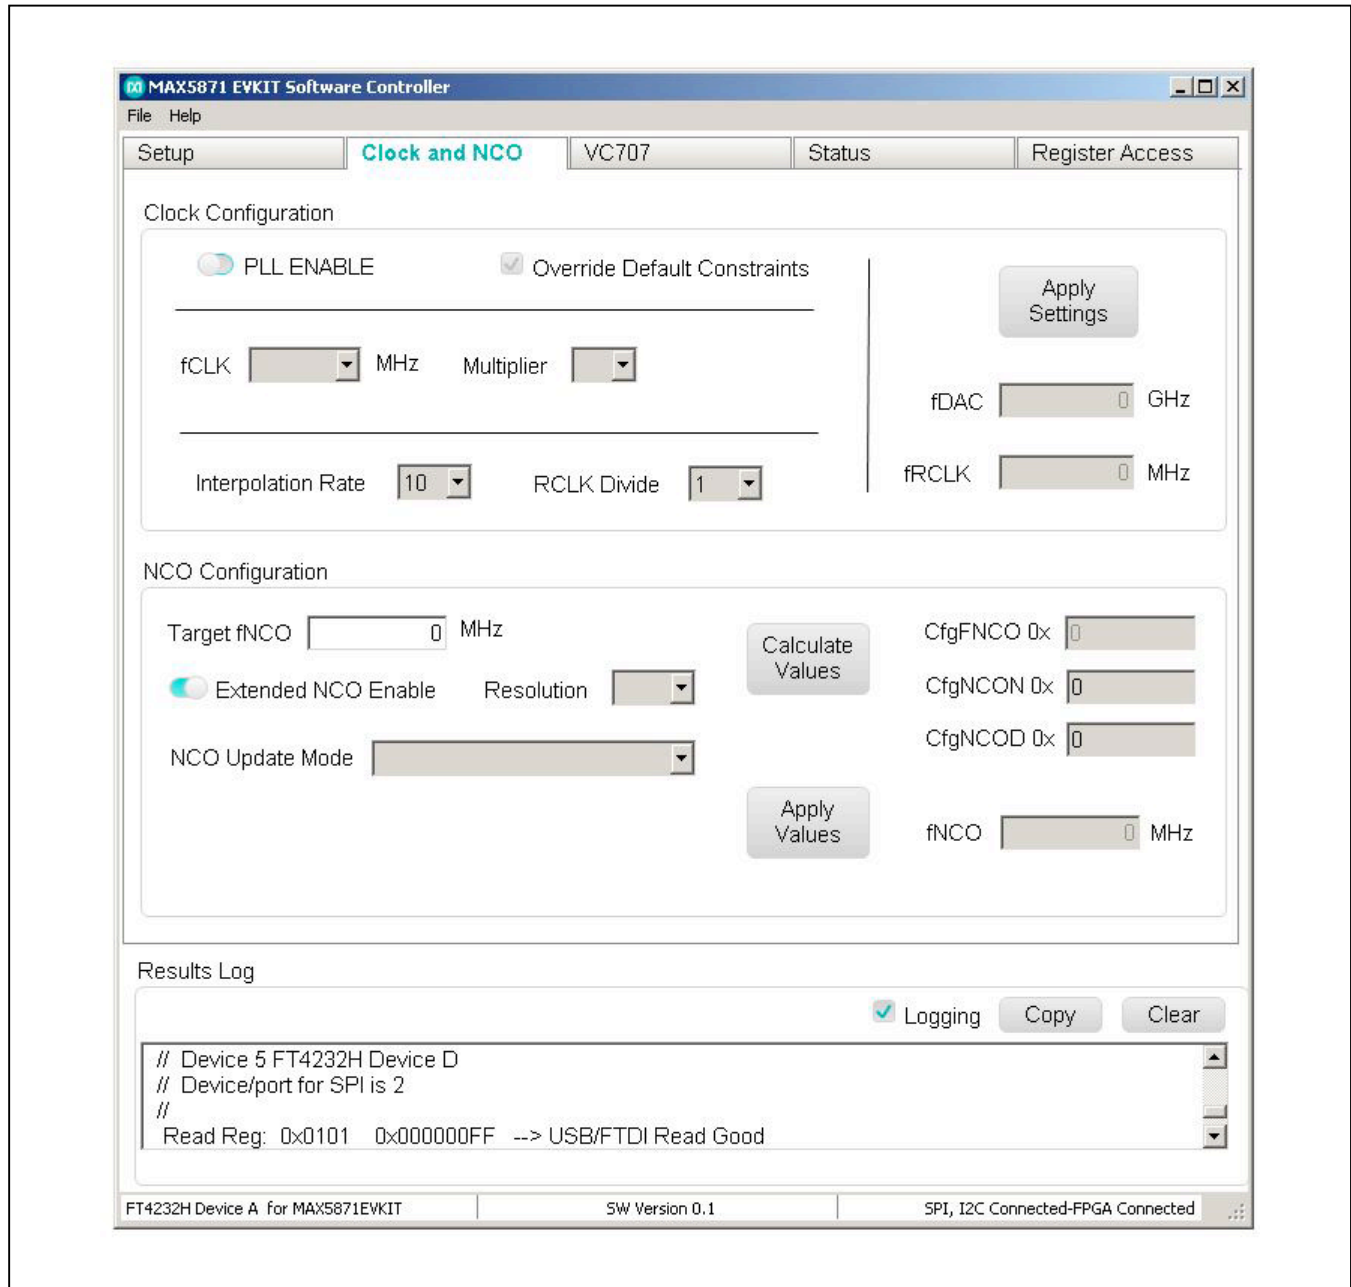 MAX5871 EVKIT Software Controller
File Help
Setup Clock and NCO VC707 Status Register Access
Clock Configuration
PLL ENABLE Override Default Constraints
Apply
Settings
fCLK MHz Multiplier
fDAC 0 GHz
Interpolation Rate 10 RCLK Divide 1
fRCLK 0 MHz
NCO Configuration
Target fNCO 0 MHz
Calculate
Values
CfgFNCO 0x 0
Extended NCO Enable Resolution
CfgNCON 0x 0
NCO Update Mode
CfgNCOD 0x 0
Apply
Values
fNCO 0 MHz
Results Log
Logging Copy Clear
// Device 5 FT4232H Device D
// Device/port for SPI is 2
//
Read Reg: 0x0101 0x000000FF --> USB/FTDI Read Good
FT4232H Device A for MAX5871EVKIT SW Version 0.1 SPI, I2C Connected-FPGA Connected